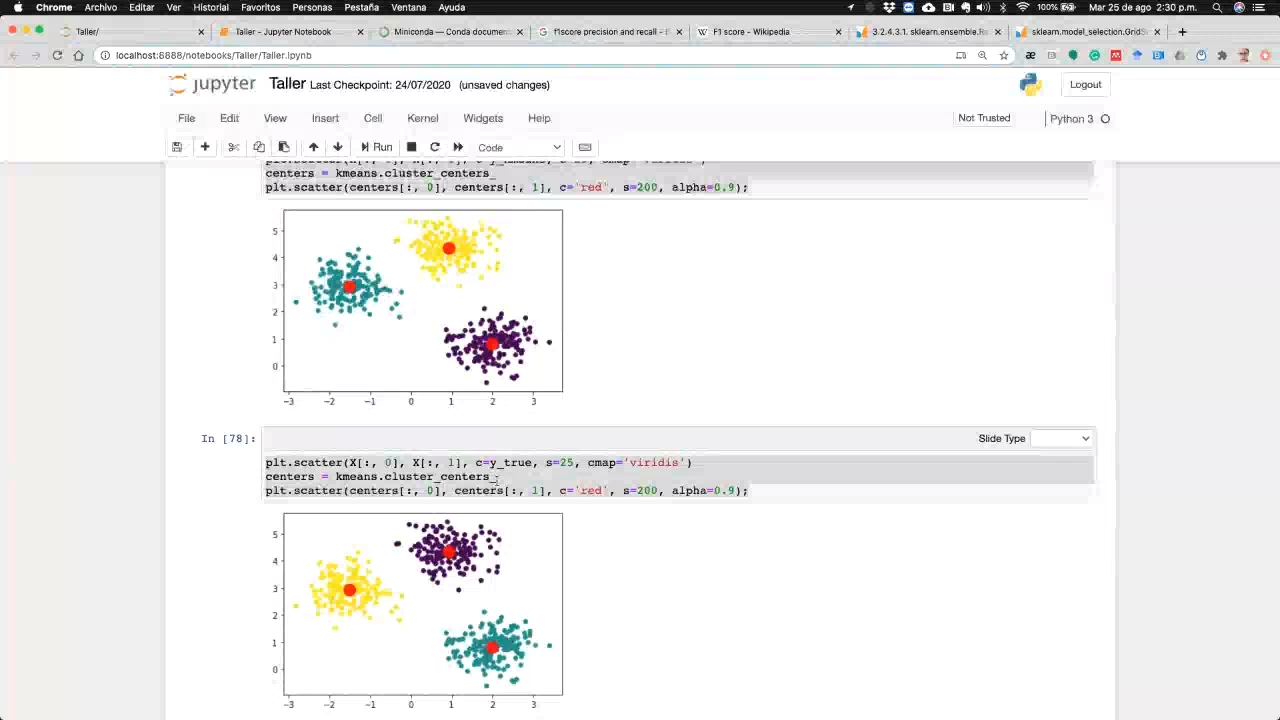 Chrome Archivo Editar Ver Historial Favoritos Personas Pestaña Ventana Ayuda 100% Mar 25 de ago 2:30 p.m.
Taller/ Taller - Jupyter Notebook Miniconda — Conda documen f1score precision and recall - F1 score - Wikipedia 3.2.4.3.1. sklearn.ensemble.Ra sklearn.model_selection.GridS
localhost:8888/notebooks/Taller/Taller.ipynb
jupyter Taller Last Checkpoint: 24/07/2020 (unsaved changes) Logout
File Edit View Insert Cell Kernel Widgets Help Not Trusted Python 3
Run Code
centers = kmeans.cluster_centers_
plt.scatter(centers[:, 0], centers[:, 1], c='red', s=200, alpha=0.9);
5
4
3
2
1
0
−3 −2 −1 0 1 2 3
In [78]: Slide Type
plt.scatter(X[:, 0], X[:, 1], c=y_true, s=25, cmap='viridis')
centers = kmeans.cluster_centers_
plt.scatter(centers[:, 0], centers[:, 1], c='red', s=200, alpha=0.9);
5
4
3
2
1
0
−3 −2 −1 0 1 2 3